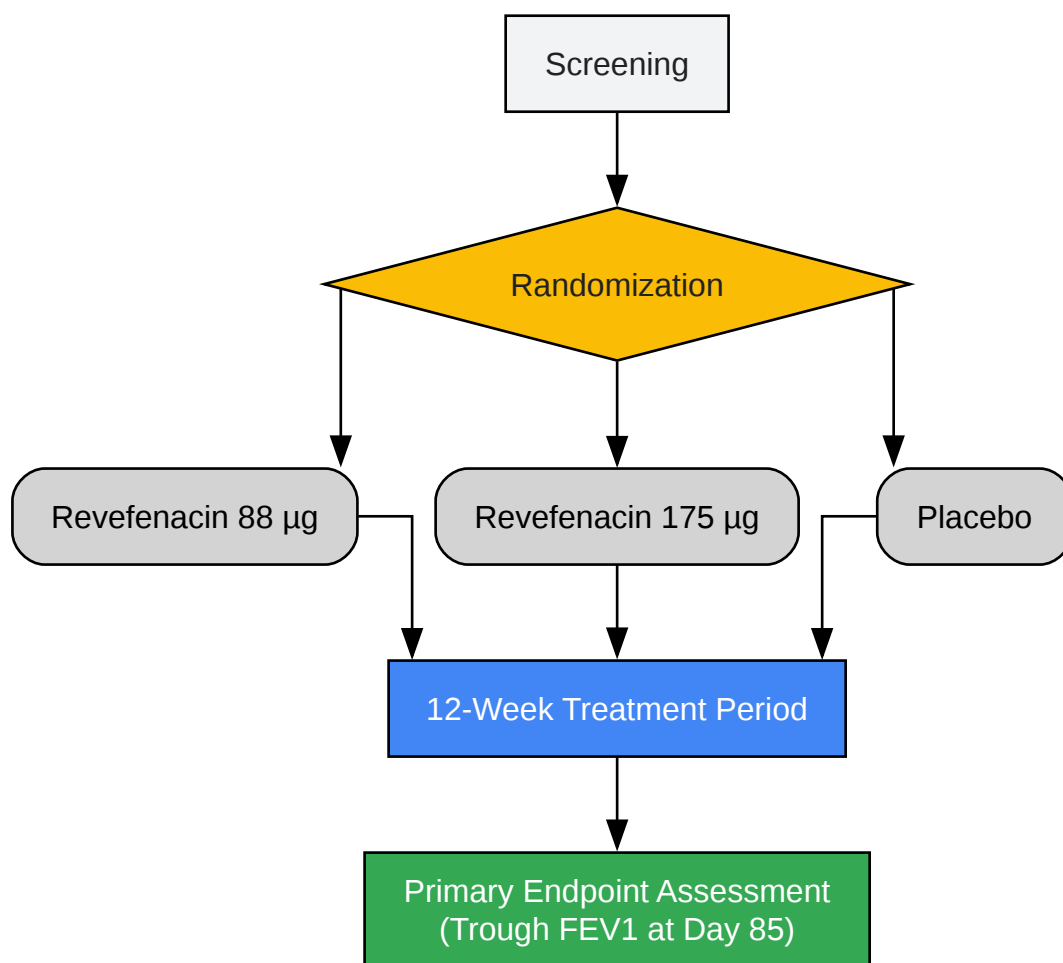 Screening
Randomization
Revefenacin 88 µg
Revefenacin 175 µg
Placebo
12-Week Treatment Period
Primary Endpoint Assessment
(Trough FEV1 at Day 85)